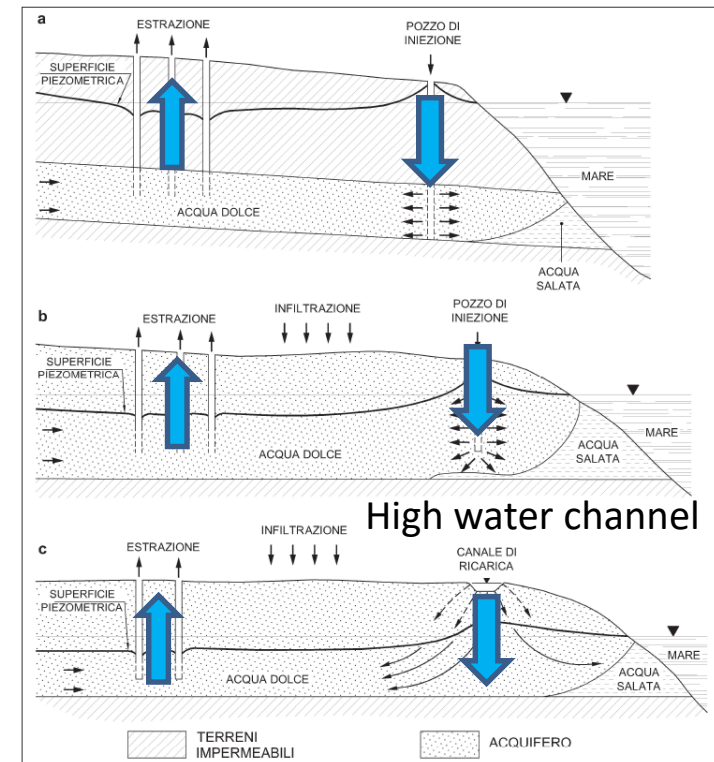 a
ESTRAZIONE
POZZO DI
INIEZIONE
SUPERFICIE
PIEZOMETRICA
MARE
ACQUA DOLCE
ACQUA
SALATA
b
ESTRAZIONE
INFILTRAZIONE
POZZO DI
INIEZIONE
SUPERFICIE
PIEZOMETRICA
MARE
ACQUA
SALATA
ACQUA DOLCE
High water channel
c
ESTRAZIONE
INFILTRAZIONE
CANALE DI
RICARICA
SUPERFICIE
PIEZOMETRICA
MARE
ACQUA
SALATA
ACQUA DOLCE
TERRENI
IMPERMEABILI
ACQUIFERO